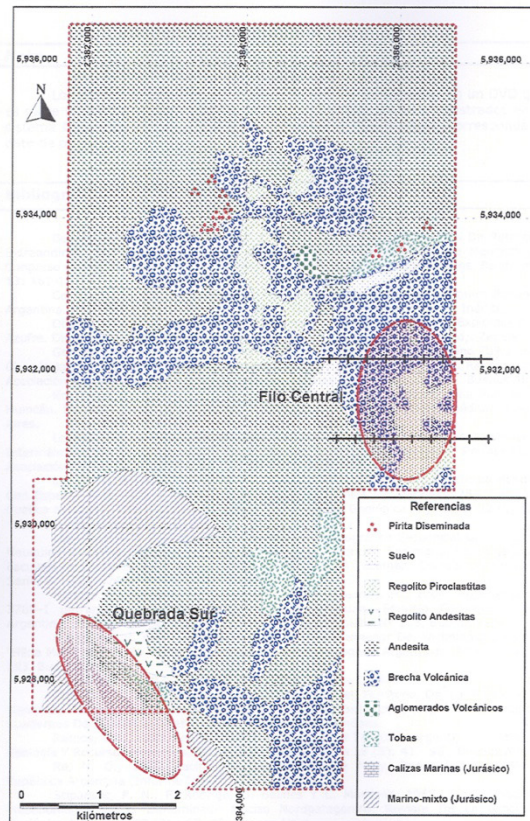 2,382,000
2,384,000
2,386,000
5,936,000
5,936,000
N
5,934,000
5,934,000
5,932,000
5,932,000
Filo Central
5,930,000
Quebrada Sur
5,928,000
384,000
0 1 2
kilómetros
Referencias
Pirita Diseminada
Suelo
Regolito Piroclastitas
Regolito Andesitas
Andesita
Brecha Volcánica
Aglomerados Volcánicos
Tobas
Calizas Marinas (Jurásico)
Marino-mixto (Jurásico)